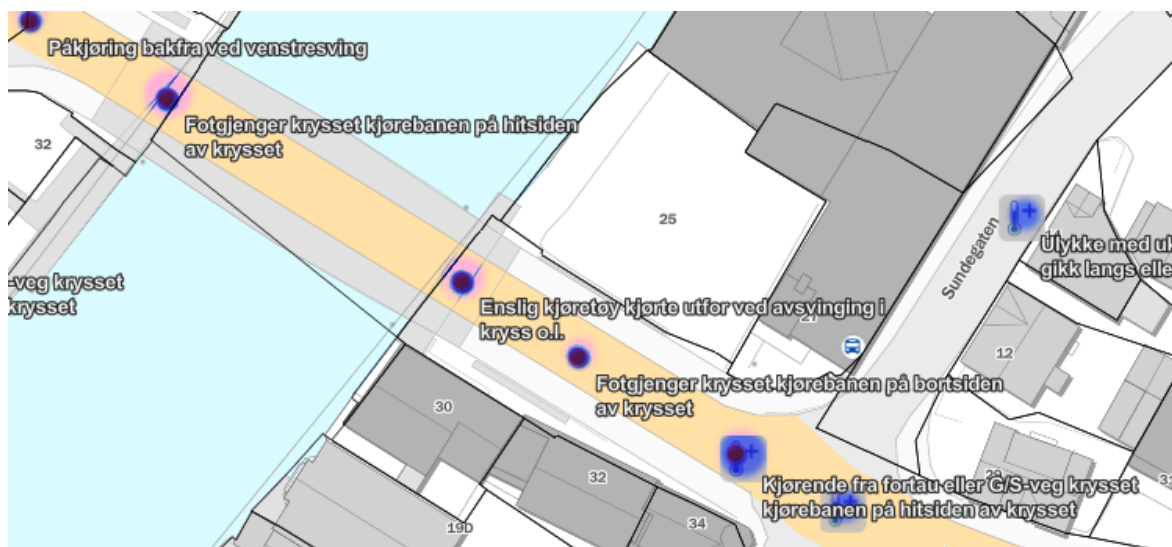 Påkjøring bakfra ved venstresving
Fotgjenger krysset kjørebanen på hitsiden
av krysset
32
25
Sundegaten
Ulykke med uk
gikk langs elle
-veg krysset
krysset
Enslig kjøretøy kjørte utfor ved avsvinging i
kryss o.l.
21
12
Fotgjenger krysset kjørebanen på bortsiden
av krysset
30
32
Kjørende fra fortau eller G/S-veg krysset
kjørebanen på hitsiden av krysset
34
19D